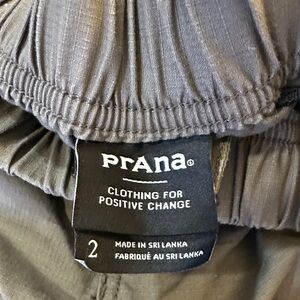 prAna®
CLOTHING FOR
POSITIVE CHANGE
2
MADE IN SRI LANKA
FABRIQUÉ AU SRI LANKA